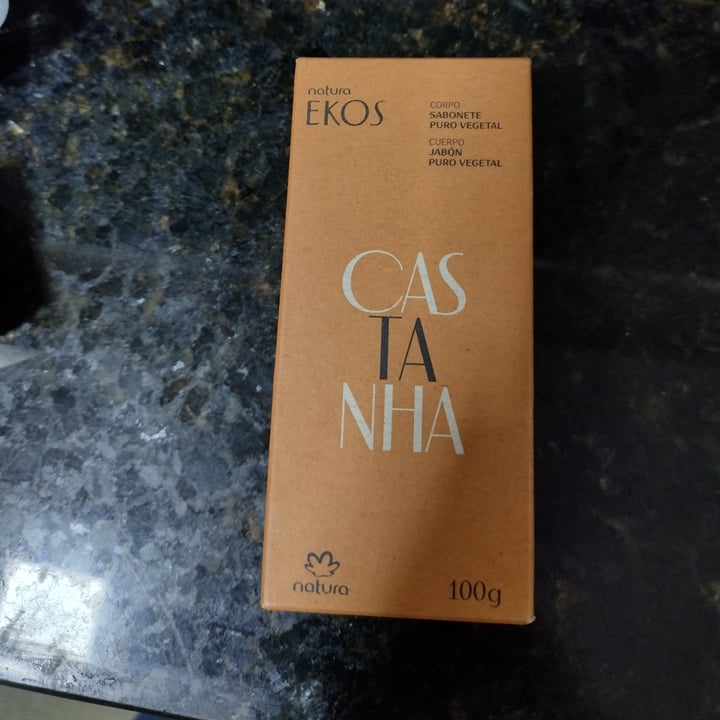 natura
EKOS
CORPO
SABONETE
PURO VEGETAL
CUERPO
JABÓN
PURO VEGETAL
CAS
TA
NHA
natura
100g